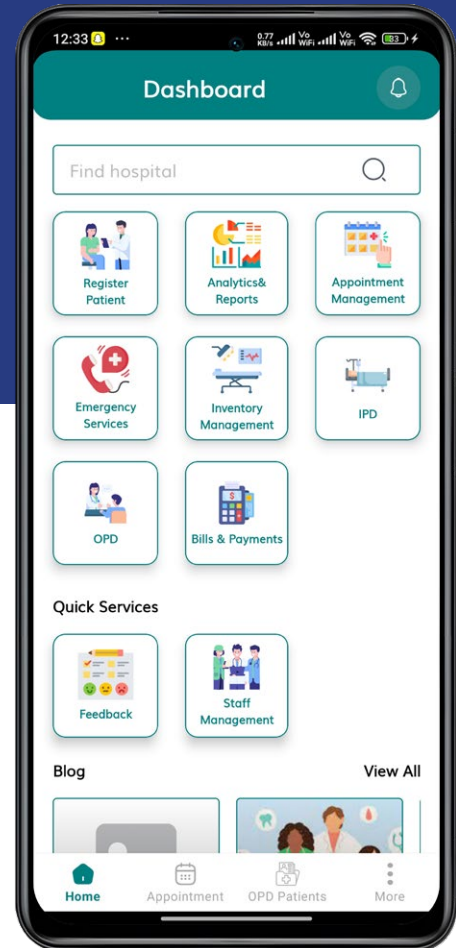 12:33
0.77
KB/s
Vo
WiFi
Vo
WiFi
83
Dashboard
Find hospital
Register
Patient
Analytics&
Reports
Appointment
Management
Emergency
Services
Inventory
Management
IPD
OPD
Bills & Payments
Quick Services
Feedback
Staff
Management
Blog
View All
Home
Appointment
OPD Patients
More